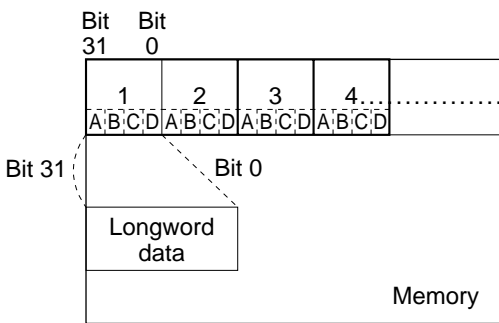 Bit Bit
31 0
1 2 3 4................
A B C D A B C D A B C D A B C D
Bit 31 Bit 0
Longword
data
Memory